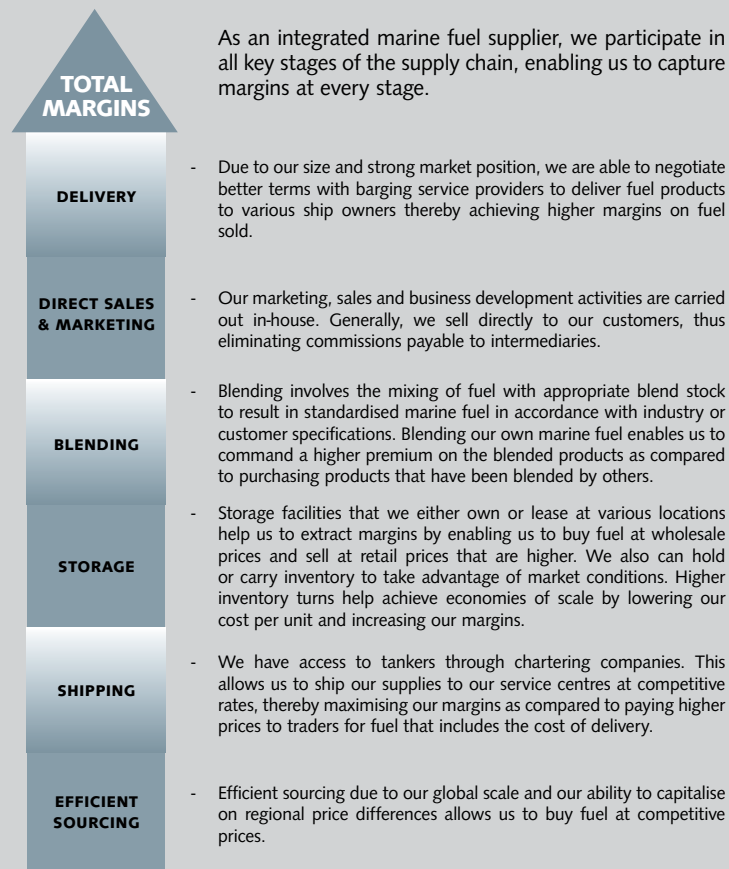 As an integrated marine fuel supplier, we participate in
all key stages of the supply chain, enabling us to capture
margins at every stage.
TOTAL
MARGINS
DELIVERY
- Due to our size and strong market position, we are able to negotiate
better terms with barging service providers to deliver fuel products
to various ship owners thereby achieving higher margins on fuel
sold.
DIRECT SALES
& MARKETING
- Our marketing, sales and business development activities are carried
out in-house. Generally, we sell directly to our customers, thus
eliminating commissions payable to intermediaries.
BLENDING
- Blending involves the mixing of fuel with appropriate blend stock
to result in standardised marine fuel in accordance with industry or
customer specifications. Blending our own marine fuel enables us to
command a higher premium on the blended products as compared
to purchasing products that have been blended by others.
STORAGE
- Storage facilities that we either own or lease at various locations
help us to extract margins by enabling us to buy fuel at wholesale
prices and sell at retail prices that are higher. We also can hold
or carry inventory to take advantage of market conditions. Higher
inventory turns help achieve economies of scale by lowering our
cost per unit and increasing our margins.
SHIPPING
- We have access to tankers through chartering companies. This
allows us to ship our supplies to our service centres at competitive
rates, thereby maximising our margins as compared to paying higher
prices to traders for fuel that includes the cost of delivery.
EFFICIENT
SOURCING
- Efficient sourcing due to our global scale and our ability to capitalise
on regional price differences allows us to buy fuel at competitive
prices.